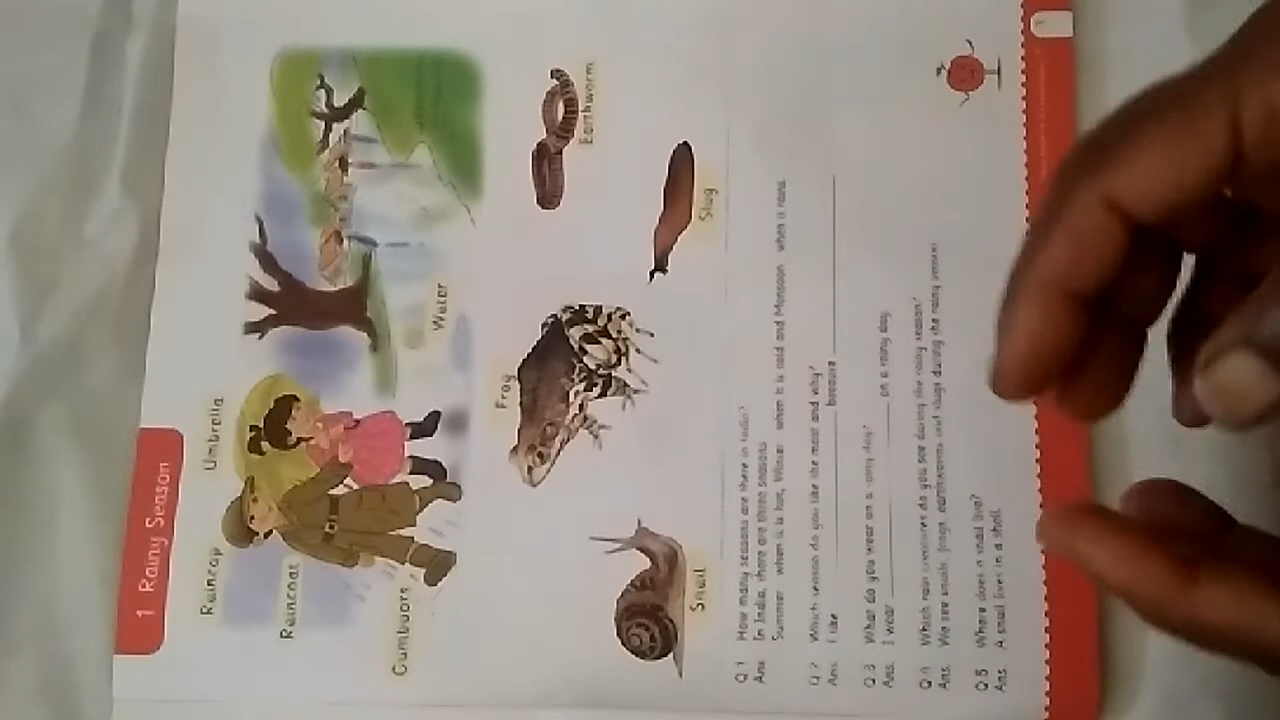 1 Rainy Season
Umbrella
Raincap
Raincoat
Gumboots
Water
Frog
Earthworm
Snail
Slug
Q.1 How many seasons are there in India?
Ans. In India, there are three seasons
Summer when it is hot, Winter when it is cold and Monsoon when it rains.
Q.2 Which season do you like the most and why?
Ans. I like ____________ because ____________
Q.3 What do you wear on a rainy day?
Ans. I wear ____________ on a rainy day.
Q.4 Which rain creatures do you see during the rainy season?
Ans. We see snails, frogs, earthworms and slugs during the rainy season.
Q.5 Where does a snail live?
Ans. A snail lives in a shell.